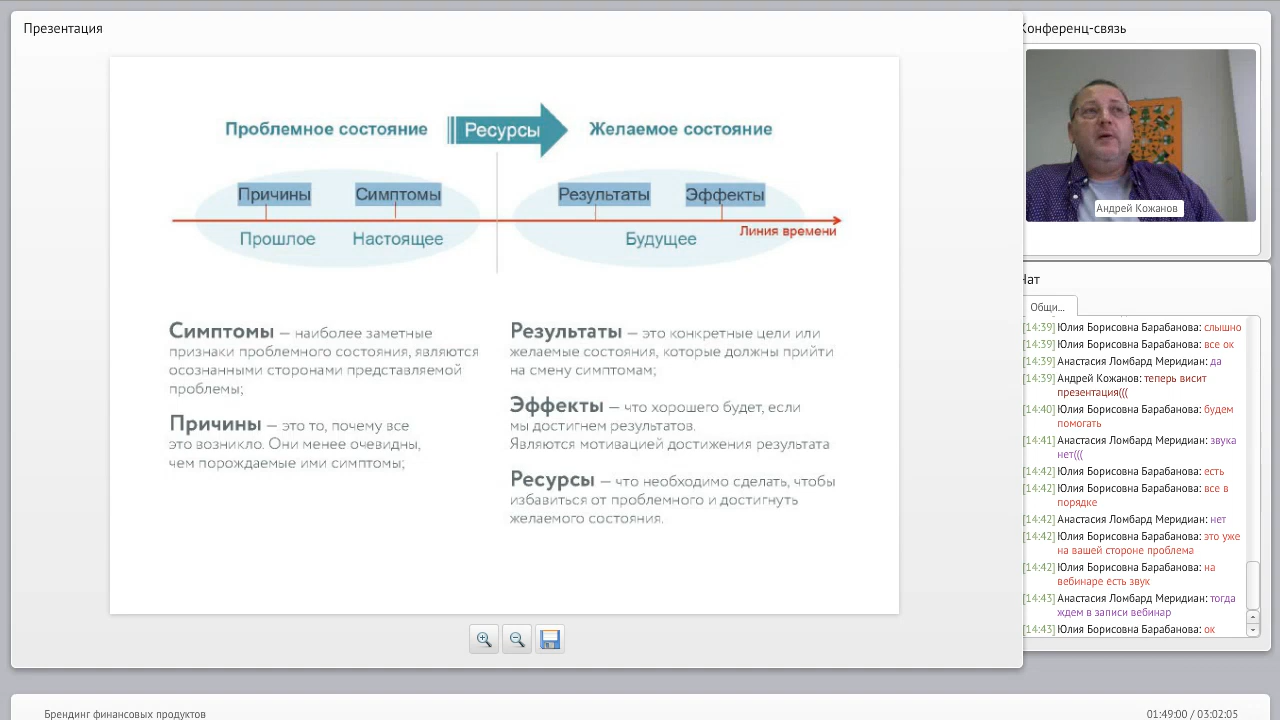 Презентация
Проблемное состояние
Ресурсы
Желаемое состояние
Причины
Симптомы
Результаты
Эффекты
Прошлое
Настоящее
Будущее
Линия времени
Симптомы – наиболее заметные
признаки проблемного состояния, являются
осознанными сторонами представляемой
проблемы;
Причины – это то, почему все
это возникло. Они менее очевидны,
чем порождаемые ими симптомы;
Результаты – это конкретные цели или
желаемые состояния, которые должны прийти
на смену симптомам;
Эффекты – что хорошего будет, если
мы достигнем результатов.
Являются мотивацией достижения результата
Ресурсы – что необходимо сделать, чтобы
избавиться от проблемного и достигнуть
желаемого состояния.
Конференц-связь
Андрей Кожанов
Чат
Общи...
[14:39] Юлия Борисовна Барабанова: слышно
[14:39] Юлия Борисовна Барабанова: все ок
[14:39] Анастасия Ломбард Меридиан: да
[14:39] Андрей Кожанов: теперь висит
презентация(((
[14:40] Юлия Борисовна Барабанова: будем
помогать
[14:41] Анастасия Ломбард Меридиан: звука
нет(((
[14:42] Юлия Борисовна Барабанова: есть
[14:42] Юлия Борисовна Барабанова: все в
порядке
[14:42] Анастасия Ломбард Меридиан: нет
[14:42] Юлия Борисовна Барабанова: это уже
на вашей стороне проблема
[14:42] Юлия Борисовна Барабанова: на
вебинаре есть звук
[14:43] Анастасия Ломбард Меридиан: тогда
ждем в записи вебинар
[14:43] Юлия Борисовна Барабанова: ок
Брендинг финансовых продуктов
01:49:00 / 03:02:05